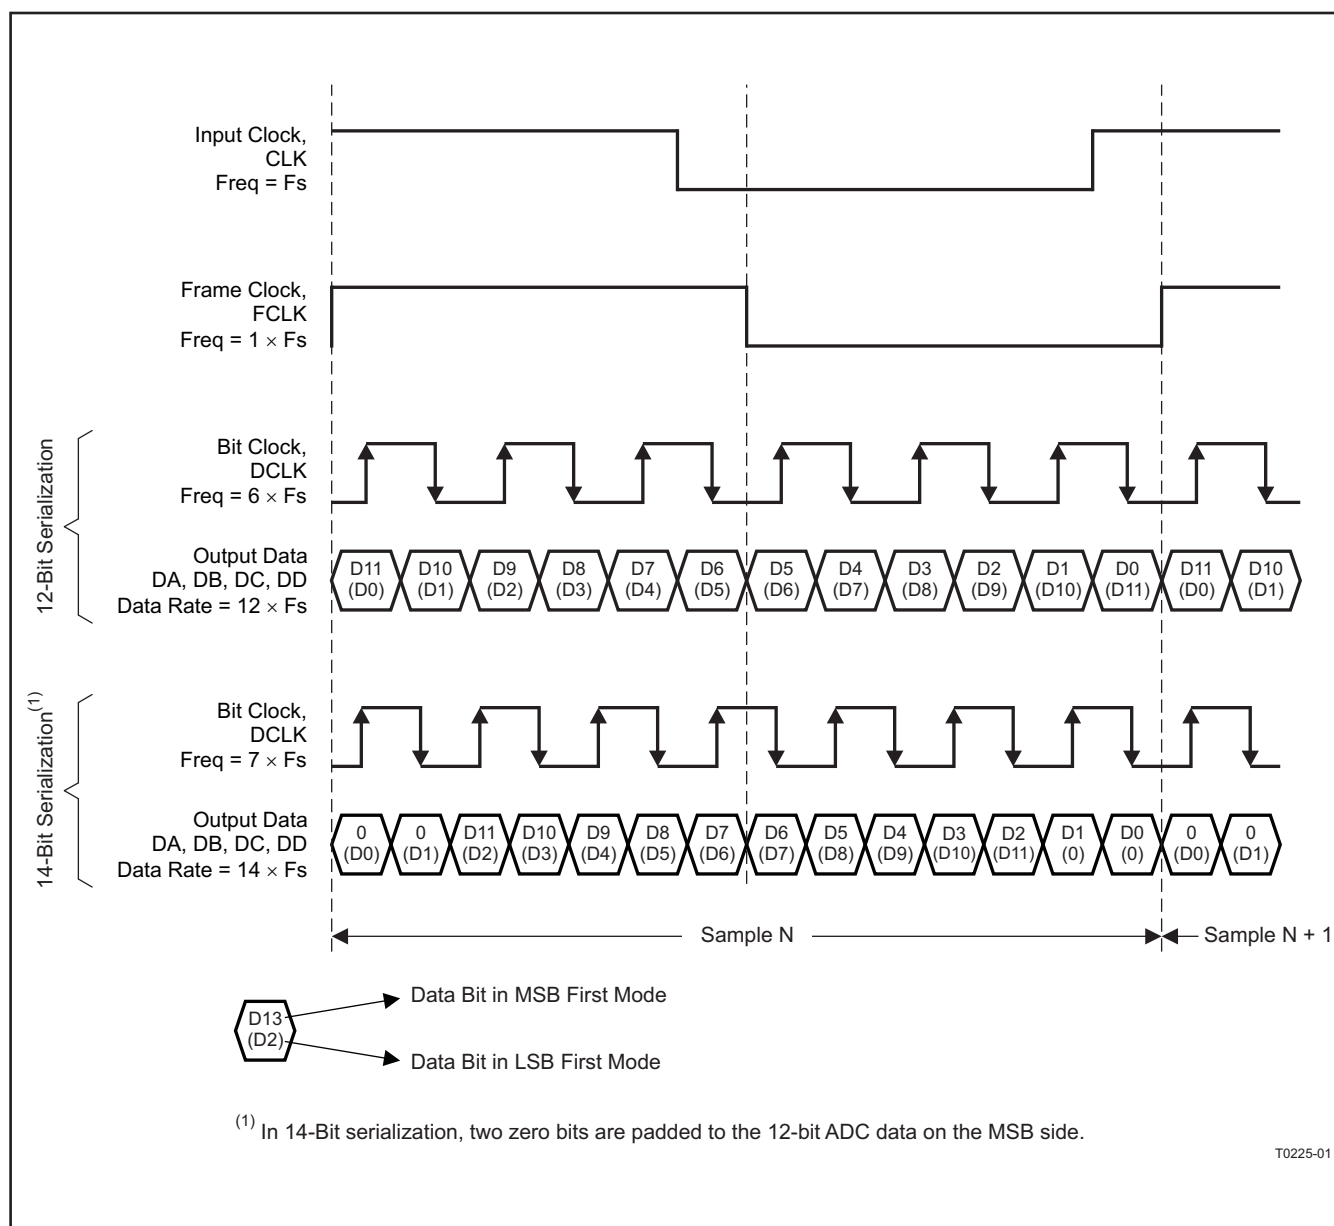 Input Clock,
CLK
Freq = Fs
Frame Clock,
FCLK
Freq = 1 × Fs
12-Bit Serialization
Bit Clock,
DCLK
Freq = 6 × Fs
Output Data
DA, DB, DC, DD
Data Rate = 12 × Fs
D11 D10 D9 D8 D7 D6 D5 D4 D3 D2 D1 D0 D11 D10
(D0) (D1) (D2) (D3) (D4) (D5) (D6) (D7) (D8) (D9) (D10) (D11) (D0) (D1)
14-Bit Serialization(1)
Bit Clock,
DCLK
Freq = 7 × Fs
Output Data
DA, DB, DC, DD
Data Rate = 14 × Fs
0 0 D11 D10 D9 D8 D7 D6 D5 D4 D3 D2 D1 D0 0 0
(D0) (D1) (D2) (D3) (D4) (D5) (D6) (D7) (D8) (D9) (D10) (D11) (0) (0) (D0) (D1)
Sample N
Sample N + 1
D13
(D2)
Data Bit in MSB First Mode
Data Bit in LSB First Mode
(1) In 14-Bit serialization, two zero bits are padded to the 12-bit ADC data on the MSB side.
T0225-01